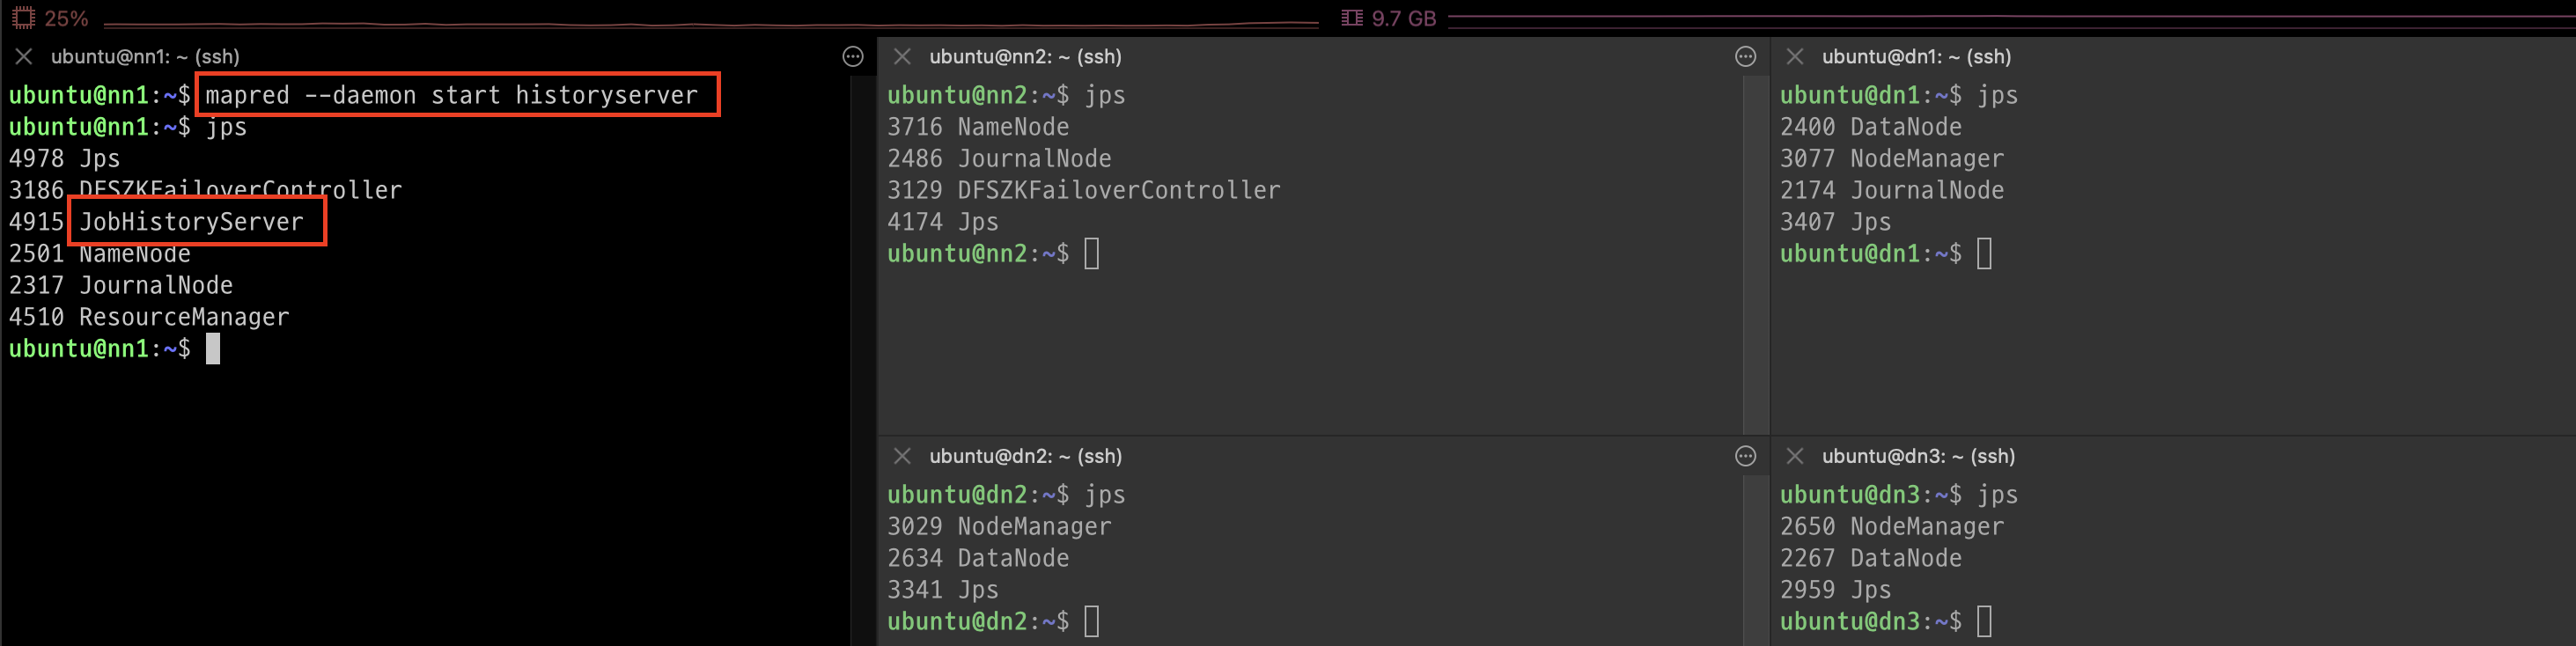 25%
9.7 GB
ubuntu@nn1: ~ (ssh)
ubuntu@nn1:~$ mapred --daemon start historyserver
ubuntu@nn1:~$ jps
4978 Jps
3186 DFSZKFailoverController
4915 JobHistoryServer
2501 NameNode
2317 JournalNode
4510 ResourceManager
ubuntu@nn1:~$
ubuntu@nn2: ~ (ssh)
ubuntu@nn2:~$ jps
3716 NameNode
2486 JournalNode
3129 DFSZKFailoverController
4174 Jps
ubuntu@nn2:~$
ubuntu@dn1: ~ (ssh)
ubuntu@dn1:~$ jps
2400 DataNode
3077 NodeManager
2174 JournalNode
3407 Jps
ubuntu@dn1:~$
ubuntu@dn2: ~ (ssh)
ubuntu@dn2:~$ jps
3029 NodeManager
2634 DataNode
3341 Jps
ubuntu@dn2:~$
ubuntu@dn3: ~ (ssh)
ubuntu@dn3:~$ jps
2650 NodeManager
2267 DataNode
2959 Jps
ubuntu@dn3:~$